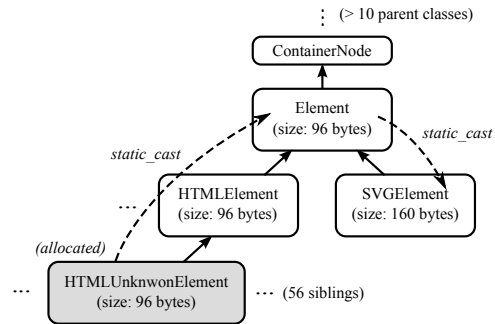 ⋮ (> 10 parent classes)
ContainerNode
Element
(size: 96 bytes)
static_cast
static_cast
HTMLElement
(size: 96 bytes)
SVGElement
(size: 160 bytes)
...
(allocated)
HTMLUnknwonElement
(size: 96 bytes)
...
... (56 siblings)